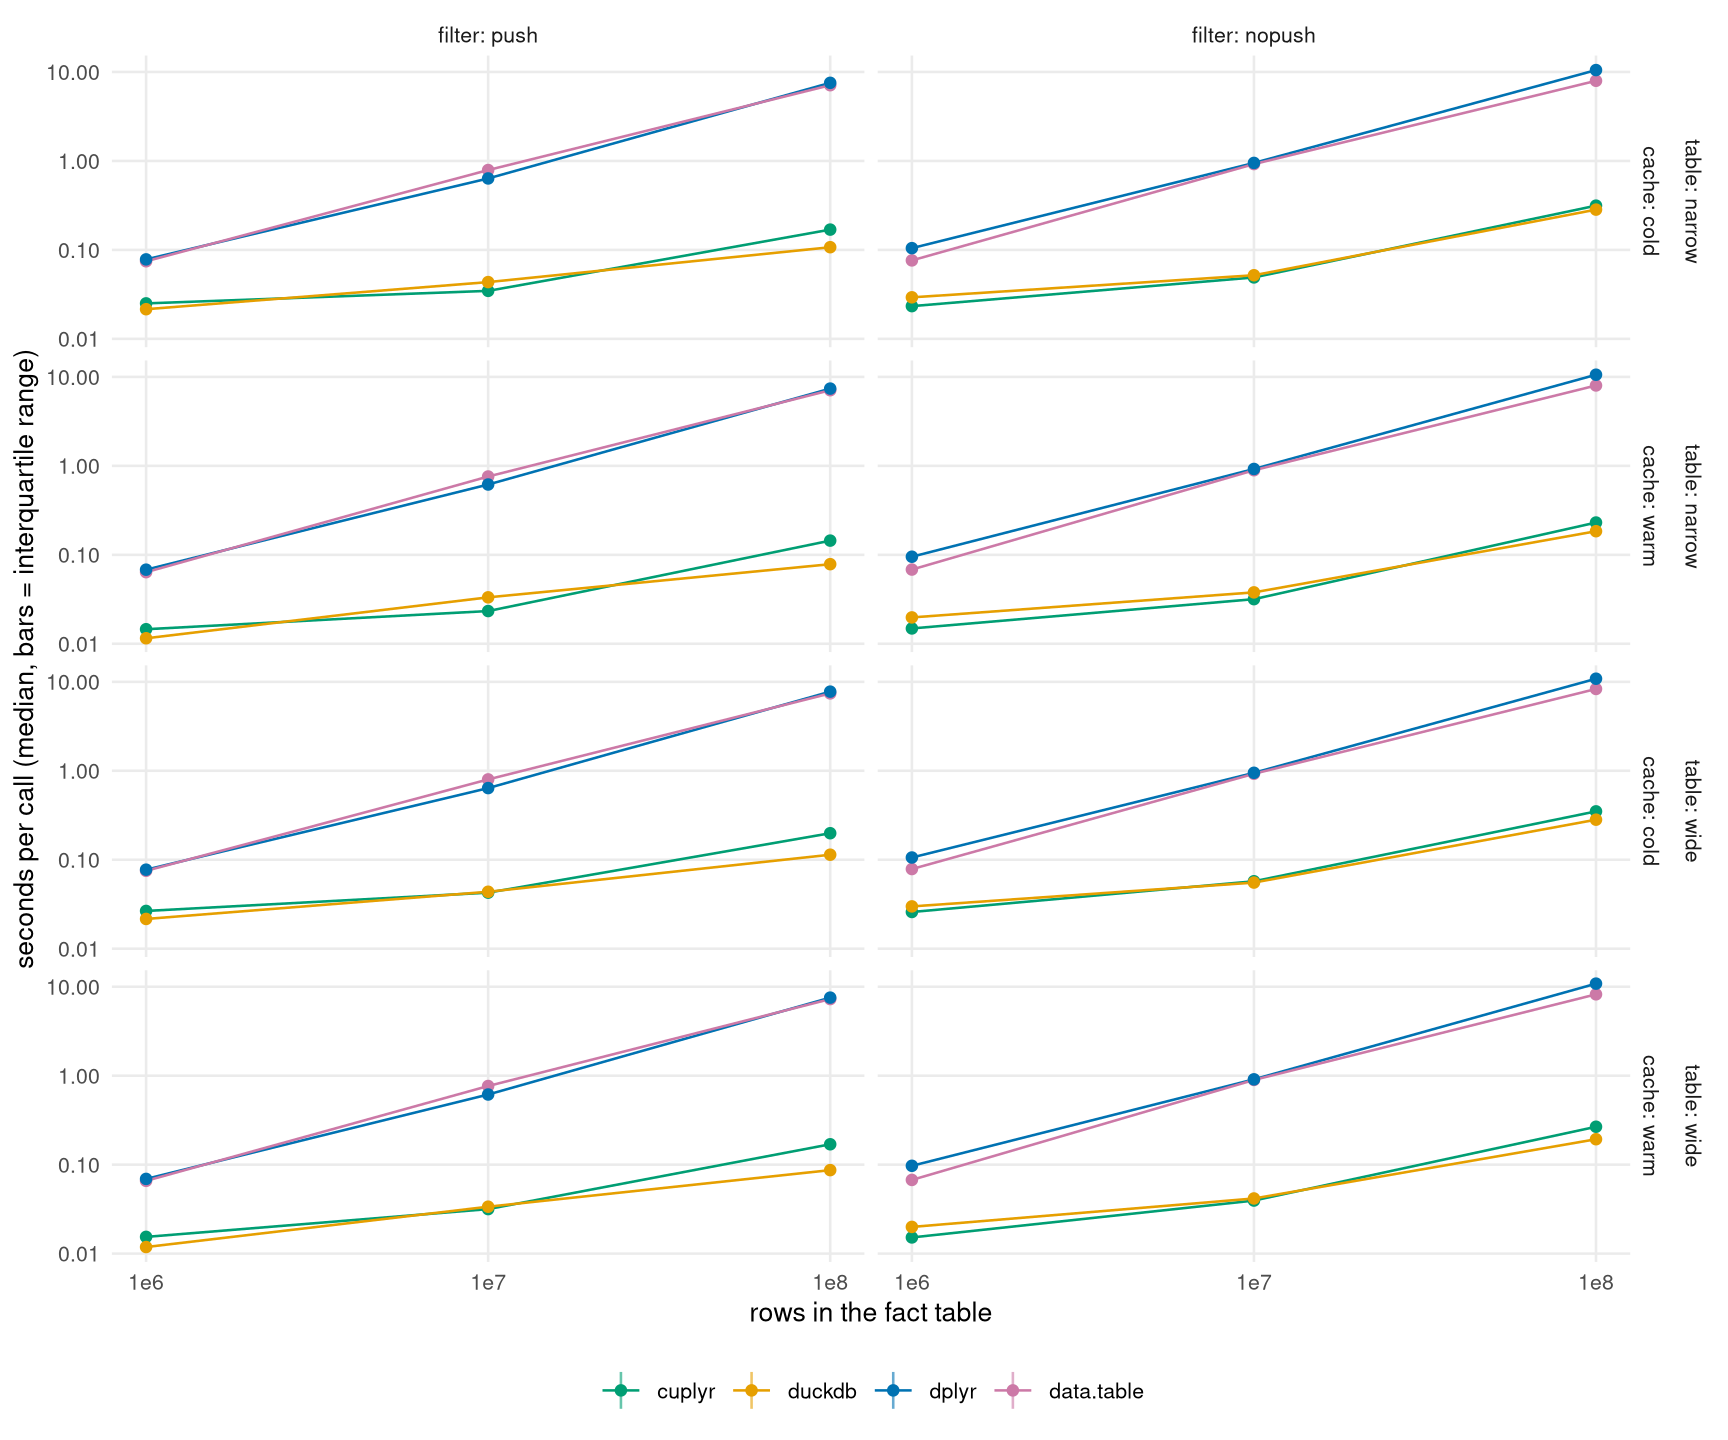 filter: push
filter: nopush
10.00
1.00
0.10
0.01
cache: cold
table: narrow
10.00
1.00
0.10
0.01
cache: warm
table: narrow
10.00
1.00
0.10
0.01
cache: cold
table: wide
10.00
1.00
0.10
0.01
cache: warm
table: wide
seconds per call (median, bars = interquartile range)
1e6
1e7
1e8
1e6
1e7
1e8
rows in the fact table
cuplyr
duckdb
dplyr
data.table